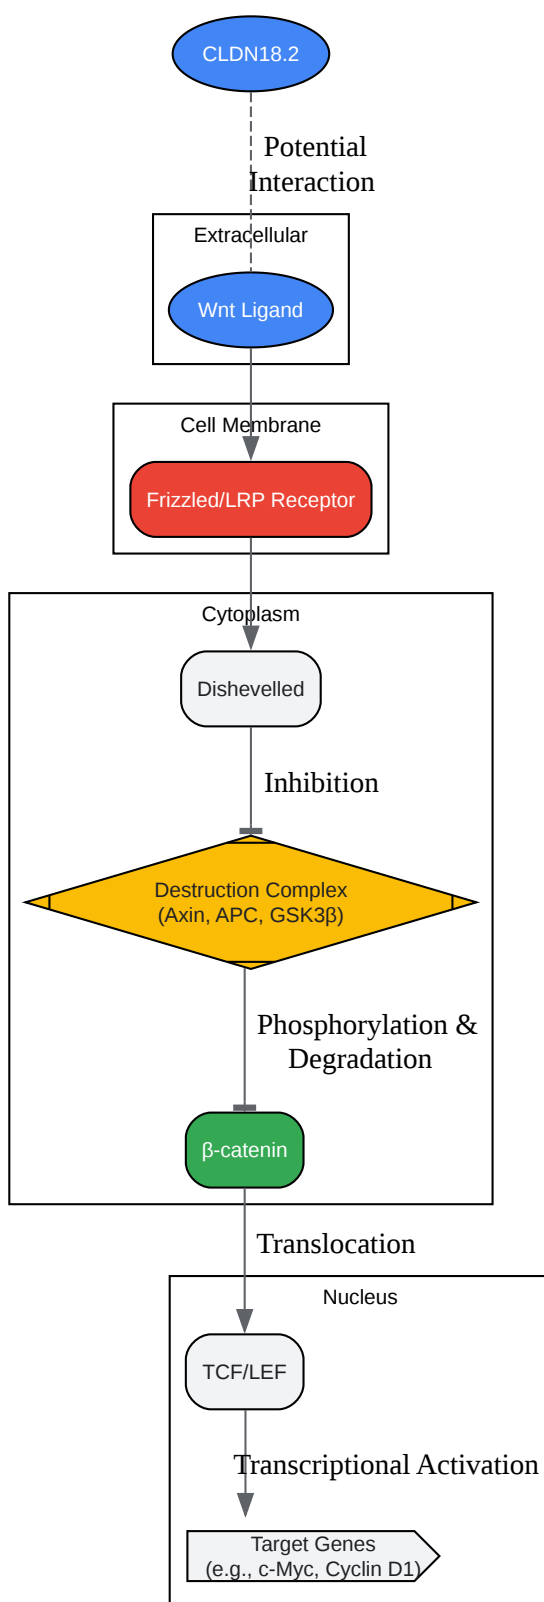 CLDN18.2
Potential
Interaction
Extracellular
Wnt Ligand
Cell Membrane
Frizzled/LRP Receptor
Cytoplasm
Dishevelled
Inhibition
Destruction Complex
(Axin, APC, GSK3β)
Phosphorylation &
Degradation
β-catenin
Translocation
Nucleus
TCF/LEF
Transcriptional Activation
Target Genes
(e.g., c-Myc, Cyclin D1)